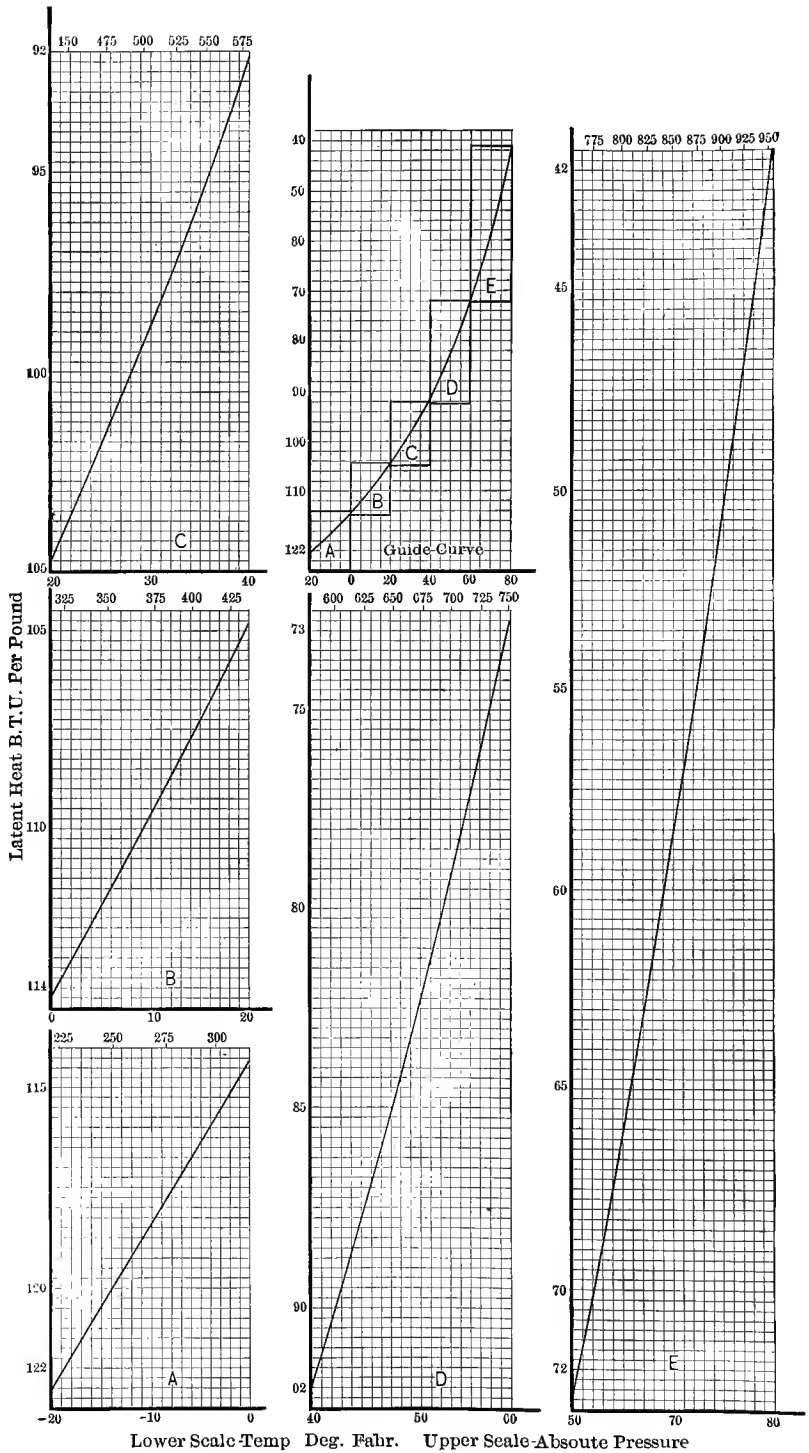 150 475 500 525 550 575
92
95
100
105
C
20 30 40
40
50
80
70
80
90
100
110
122
E
D
C
B
A
Guide Curve
20 0 20 40 60 80
775 800 825 850 875 900 925 950
42
45
50
55
60
65
70
72
E
50 70 80
325 350 375 400 425
105
110
114
B
0 10 20
600 625 650 675 700 725 750
73
75
80
85
90
02
D
40 50 60
225 250 275 300
115
120
122
A
-20 -10 0
Latent Heat B.T.U. Per Pound
Lower Scale-Temp Deg. Fahr. Upper Scale-Absoute Pressure